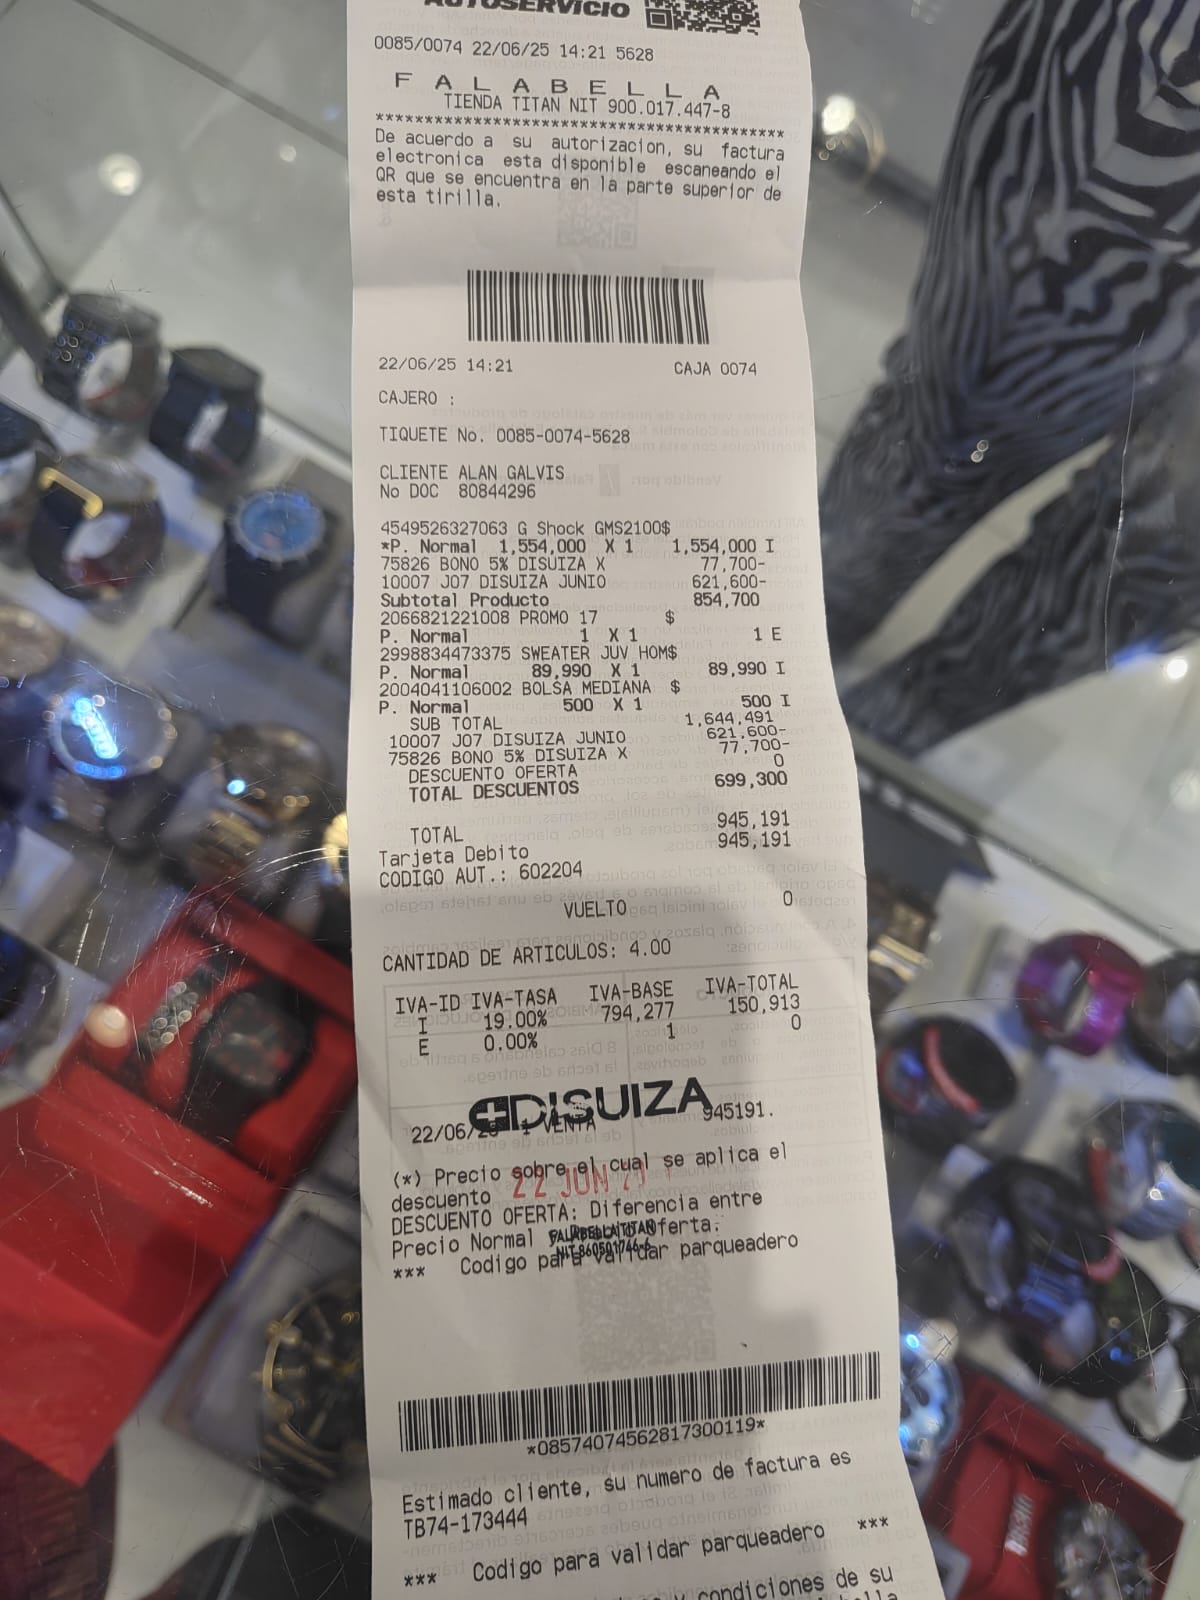 AUTOSERVICIO
0085/0074 22/06/25 14:21 5628
F A L A B E L L A
TIENDA TITAN NIT 900.017.447-8
******************************************
De acuerdo a su autorizacion, su factura
electronica esta disponible escaneando el
QR que se encuentra en la parte superior de
esta tirilla.
22/06/25 14:21 CAJA 0074
CAJERO :
TIQUETE No. 0085-0074-5628
CLIENTE ALAN GALVIS
No DOC 80844296
4549526327063 G Shock GMS2100$
*P. Normal 1,554,000 X 1 1,554,000 I
75826 BONO 5% DISUIZA X 77,700-
10007 J07 DISUIZA JUNIO 621,600-
Subtotal Producto 854,700
2066821221008 PROMO 17 $
P. Normal 1 X 1 1 E
2998834473375 SWEATER JUV HOM$
P. Normal 89,990 X 1 89,990 I
2004041106002 BOLSA MEDIANA $
P. Normal 500 X 1 500 I
SUB TOTAL 1,644,491
10007 J07 DISUIZA JUNIO 621,600-
75826 BONO 5% DISUIZA X 77,700-
DESCUENTO OFERTA 0
TOTAL DESCUENTOS 699,300
TOTAL 945,191
Tarjeta Debito 945,191
CODIGO AUT.: 602204
VUELTO 0
CANTIDAD DE ARTICULOS: 4.00
IVA-ID IVA-TASA IVA-BASE IVA-TOTAL
I 19.00% 794,277 150,913
E 0.00% 1 0
DISUIZA
22/06/25 1 VENTA 945191.
(*) Precio sobre el cual se aplica el
descuento
22 JUN
DESCUENTO OFERTA: Diferencia entre
Precio Normal y Precio Oferta.
FALABELLA TITAN
NIT.860501746-6
*** Codigo para validar parqueadero
*08574074562817300119*
Estimado cliente, su numero de factura es
TB74-173444
*** Codigo para validar parqueadero ***
y condiciones de su